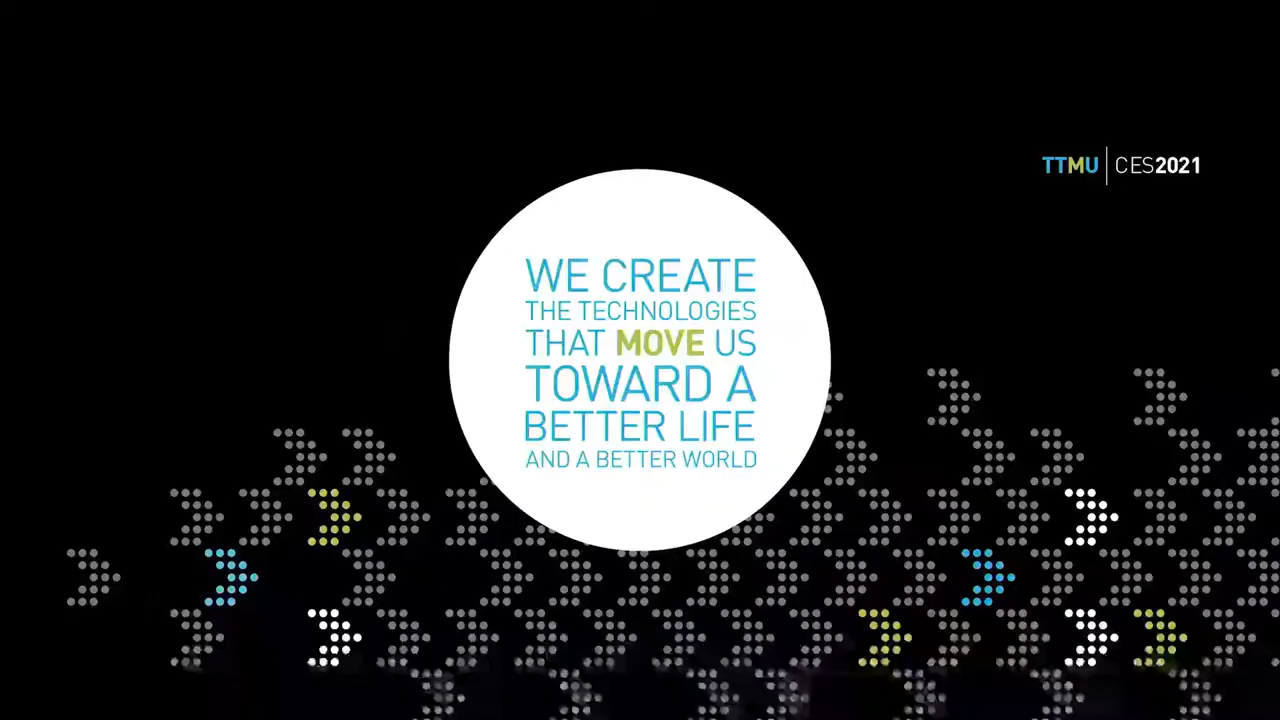 TTMU | CES2021
WE CREATE
THE TECHNOLOGIES
THAT MOVE US
TOWARD A
BETTER LIFE
AND A BETTER WORLD